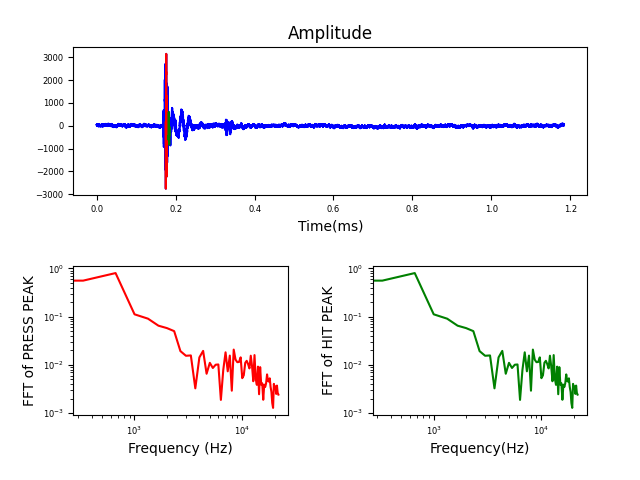 Amplitude
3000
2000
1000
0
−1000
−2000
−3000
0.0 0.2 0.4 0.6 0.8 1.0 1.2
Time(ms)
FFT of PRESS PEAK
10⁰
10⁻¹
10⁻²
10⁻³
10³ 10⁴
Frequency (Hz)
FFT of HIT PEAK
10⁰
10⁻¹
10⁻²
10⁻³
10³ 10⁴
Frequency(Hz)